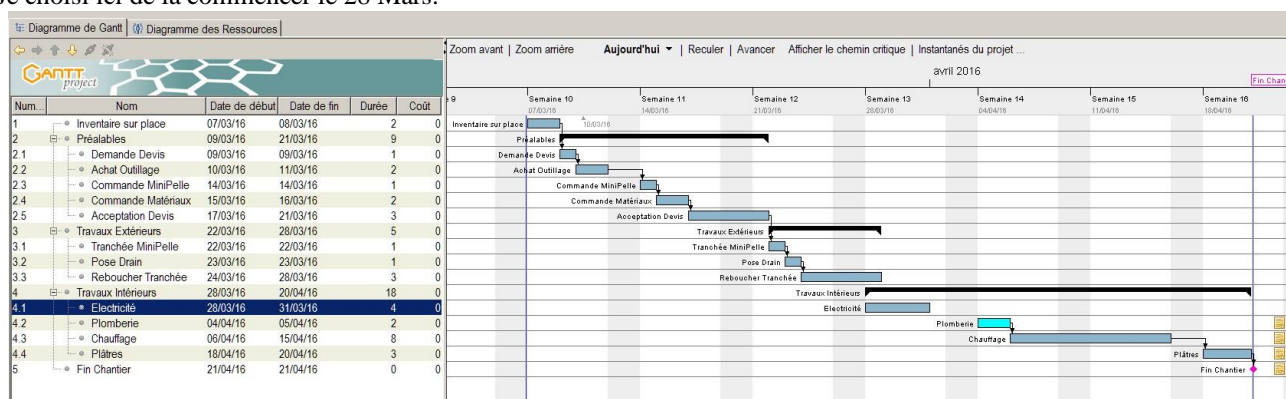 Je choisi ici de la commencer le 28 Mars.
Diagramme de Gantt | Diagramme des Ressources
Zoom avant | Zoom arrière Aujourd'hui | Reculer | Avancer Afficher le chemin critique | Instantanés du projet ...
GANTT project
avril 2016
Fin Chan
Num... Nom Date de début Date de fin Durée Coût
9 Semaine 10 Semaine 11 Semaine 12 Semaine 13 Semaine 14 Semaine 15 Semaine 16
07/03/16 14/03/16 21/03/16 28/03/16 04/04/16 11/04/16 18/04/16
1 Inventaire sur place 07/03/16 08/03/16 2 0 Inventaire sur place 10/03/16
2 Préalables 09/03/16 21/03/16 9 0 Préalables
2.1 Demande Devis 09/03/16 09/03/16 1 0 Demande Devis
2.2 Achat Outillage 10/03/16 11/03/16 2 0 Achat Outillage
2.3 Commande MiniPelle 14/03/16 14/03/16 1 0 Commande MiniPelle
2.4 Commande Matériaux 15/03/16 16/03/16 2 0 Commande Matériaux
2.5 Acceptation Devis 17/03/16 21/03/16 3 0 Acceptation Devis
3 Travaux Extérieurs 22/03/16 28/03/16 5 0 Travaux Extérieurs
3.1 Tranchée MiniPelle 22/03/16 22/03/16 1 0 Tranchée MiniPelle
3.2 Pose Drain 23/03/16 23/03/16 1 0 Pose Drain
3.3 Reboucher Tranchée 24/03/16 28/03/16 3 0 Reboucher Tranchée
4 Travaux Intérieurs 28/03/16 20/04/16 18 0 Travaux Intérieurs
4.1 Electricité 28/03/16 31/03/16 4 0 Electricité
4.2 Plomberie 04/04/16 05/04/16 2 0 Plomberie
4.3 Chauffage 06/04/16 15/04/16 8 0 Chauffage
4.4 Plâtres 18/04/16 20/04/16 3 0 Plâtres
5 Fin Chantier 21/04/16 21/04/16 0 0 Fin Chantier